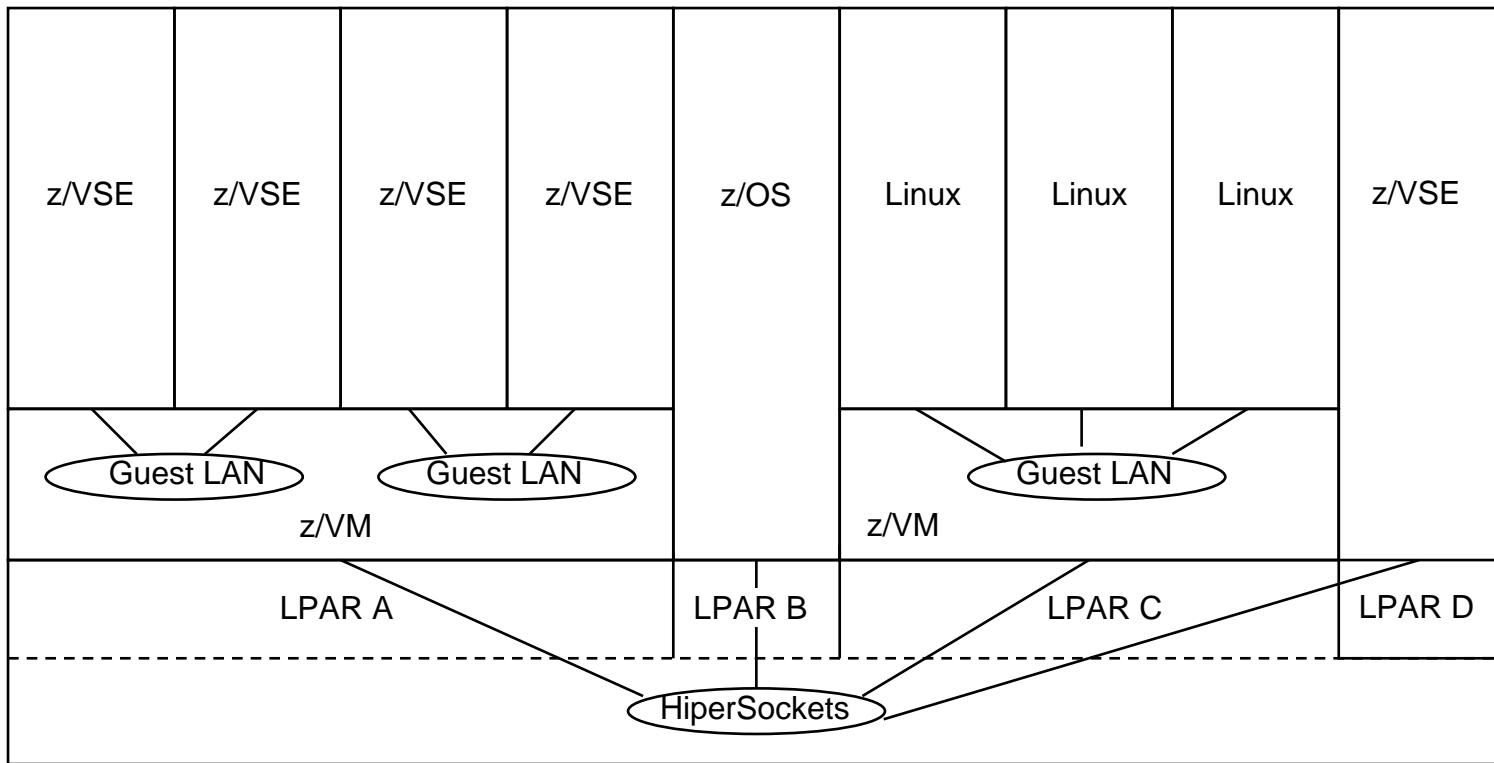 z/VSE
z/VSE
z/VSE
z/VSE
z/OS
Linux
Linux
Linux
z/VSE
Guest LAN
Guest LAN
Guest LAN
z/VM
z/VM
LPAR A
LPAR B
LPAR C
LPAR D
HiperSockets